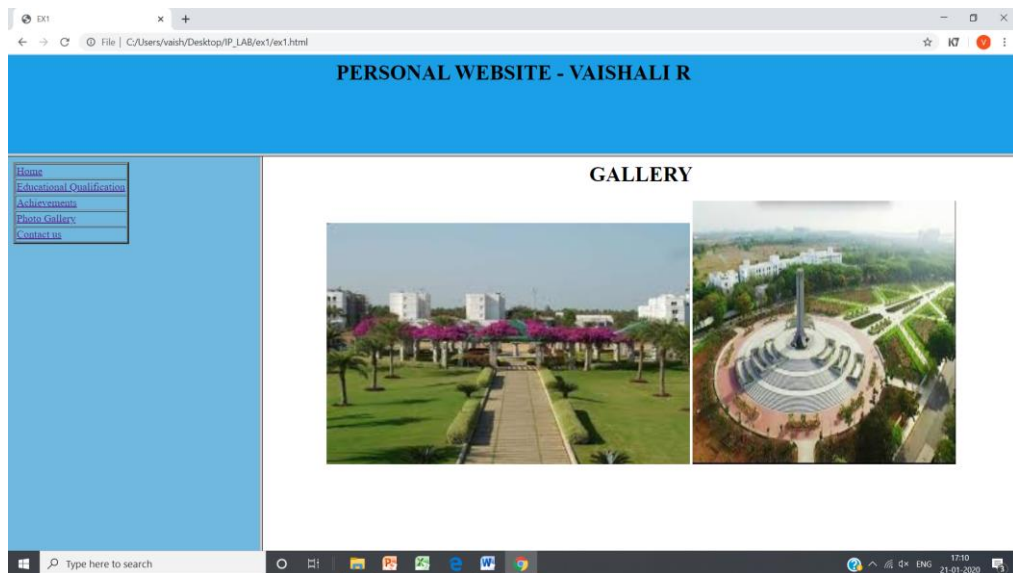 EX1
File | C:/Users/vaish/Desktop/IP_LAB/ex1/ex1.html
V
PERSONAL WEBSITE - VAISHALI R
Home
Educational Qualification
Achievements
Photo Gallery
Contact us
GALLERY
Type here to search
ENG
17:10
21-01-2020